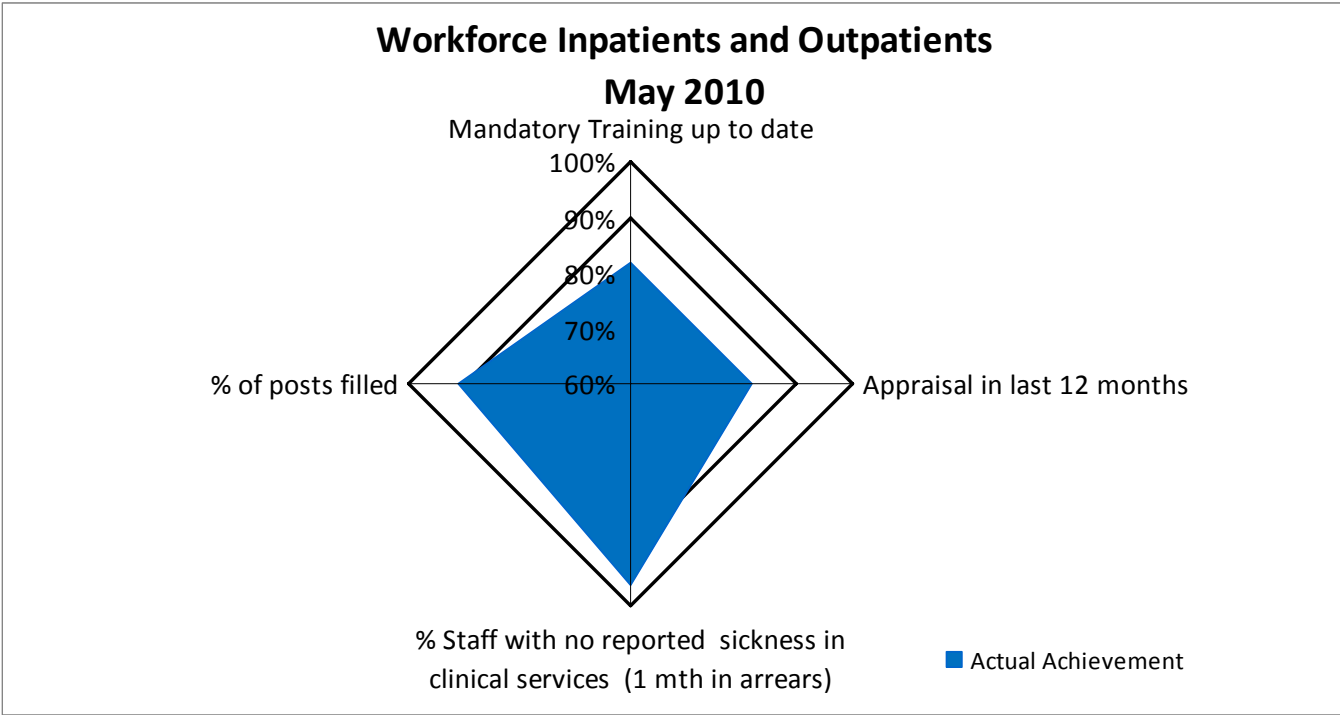 Workforce Inpatients and Outpatients
May 2010
Mandatory Training up to date
100%
90%
80%
70%
60%
% of posts filled
Appraisal in last 12 months
% Staff with no reported  sickness in
clinical services  (1 mth in arrears)
Actual Achievement